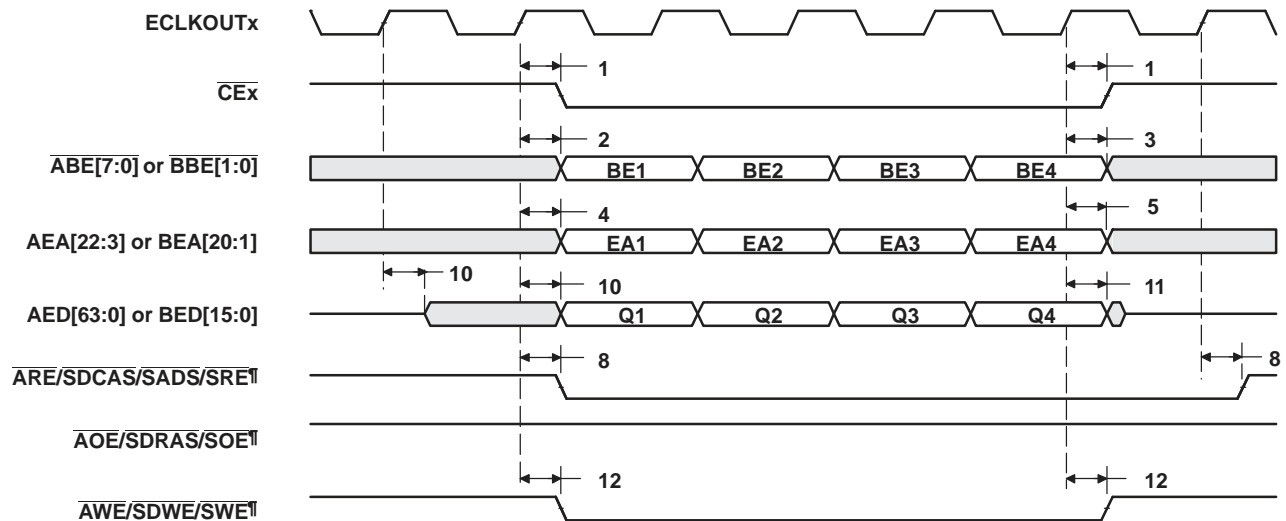 ECLKOUTx
1 1
CEx
2 3
ABE[7:0] or BBE[1:0]
BE1 BE2 BE3 BE4
4 5
AEA[22:3] or BEA[20:1]
EA1 EA2 EA3 EA4
10 10 11
AED[63:0] or BED[15:0]
Q1 Q2 Q3 Q4
8 8
ARE/SDCAS/SADS/SRE¶
AOE/SDRAS/SOE¶
12 12
AWE/SDWE/SWE¶